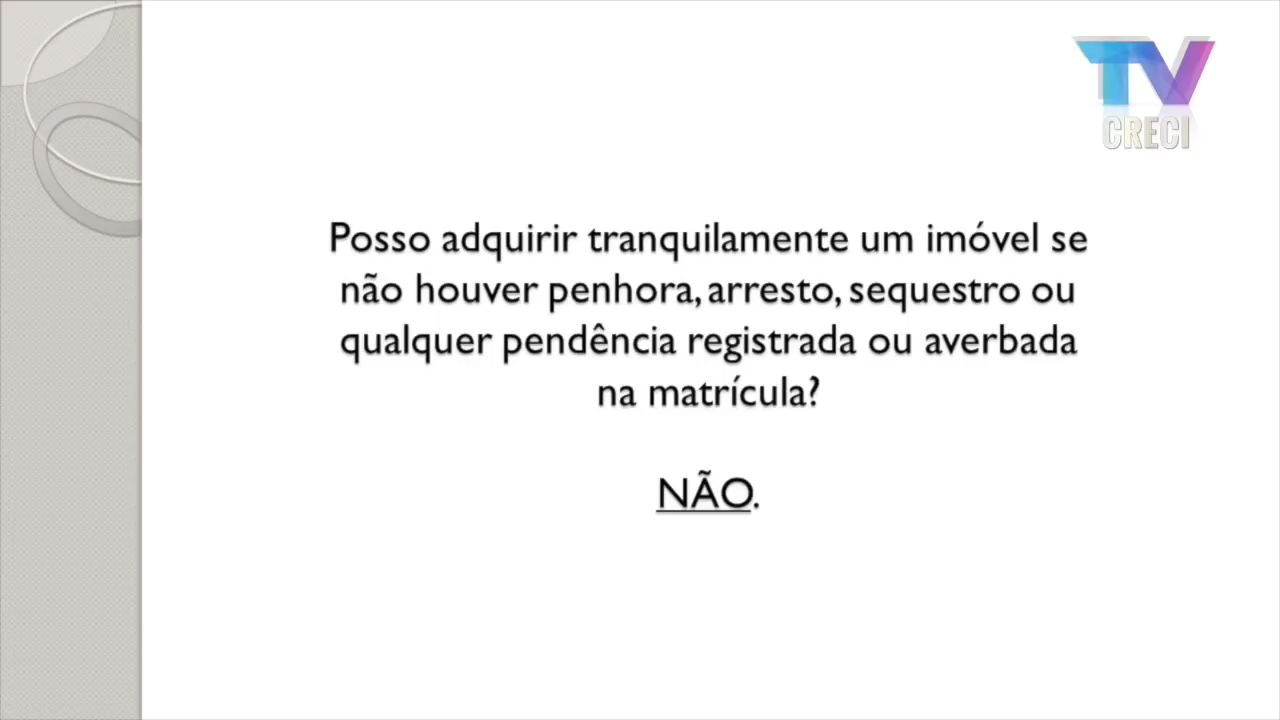 TV
CRECI
Posso adquirir tranquilamente um imóvel se
não houver penhora, arresto, sequestro ou
qualquer pendência registrada ou averbada
na matrícula?
NÃO.